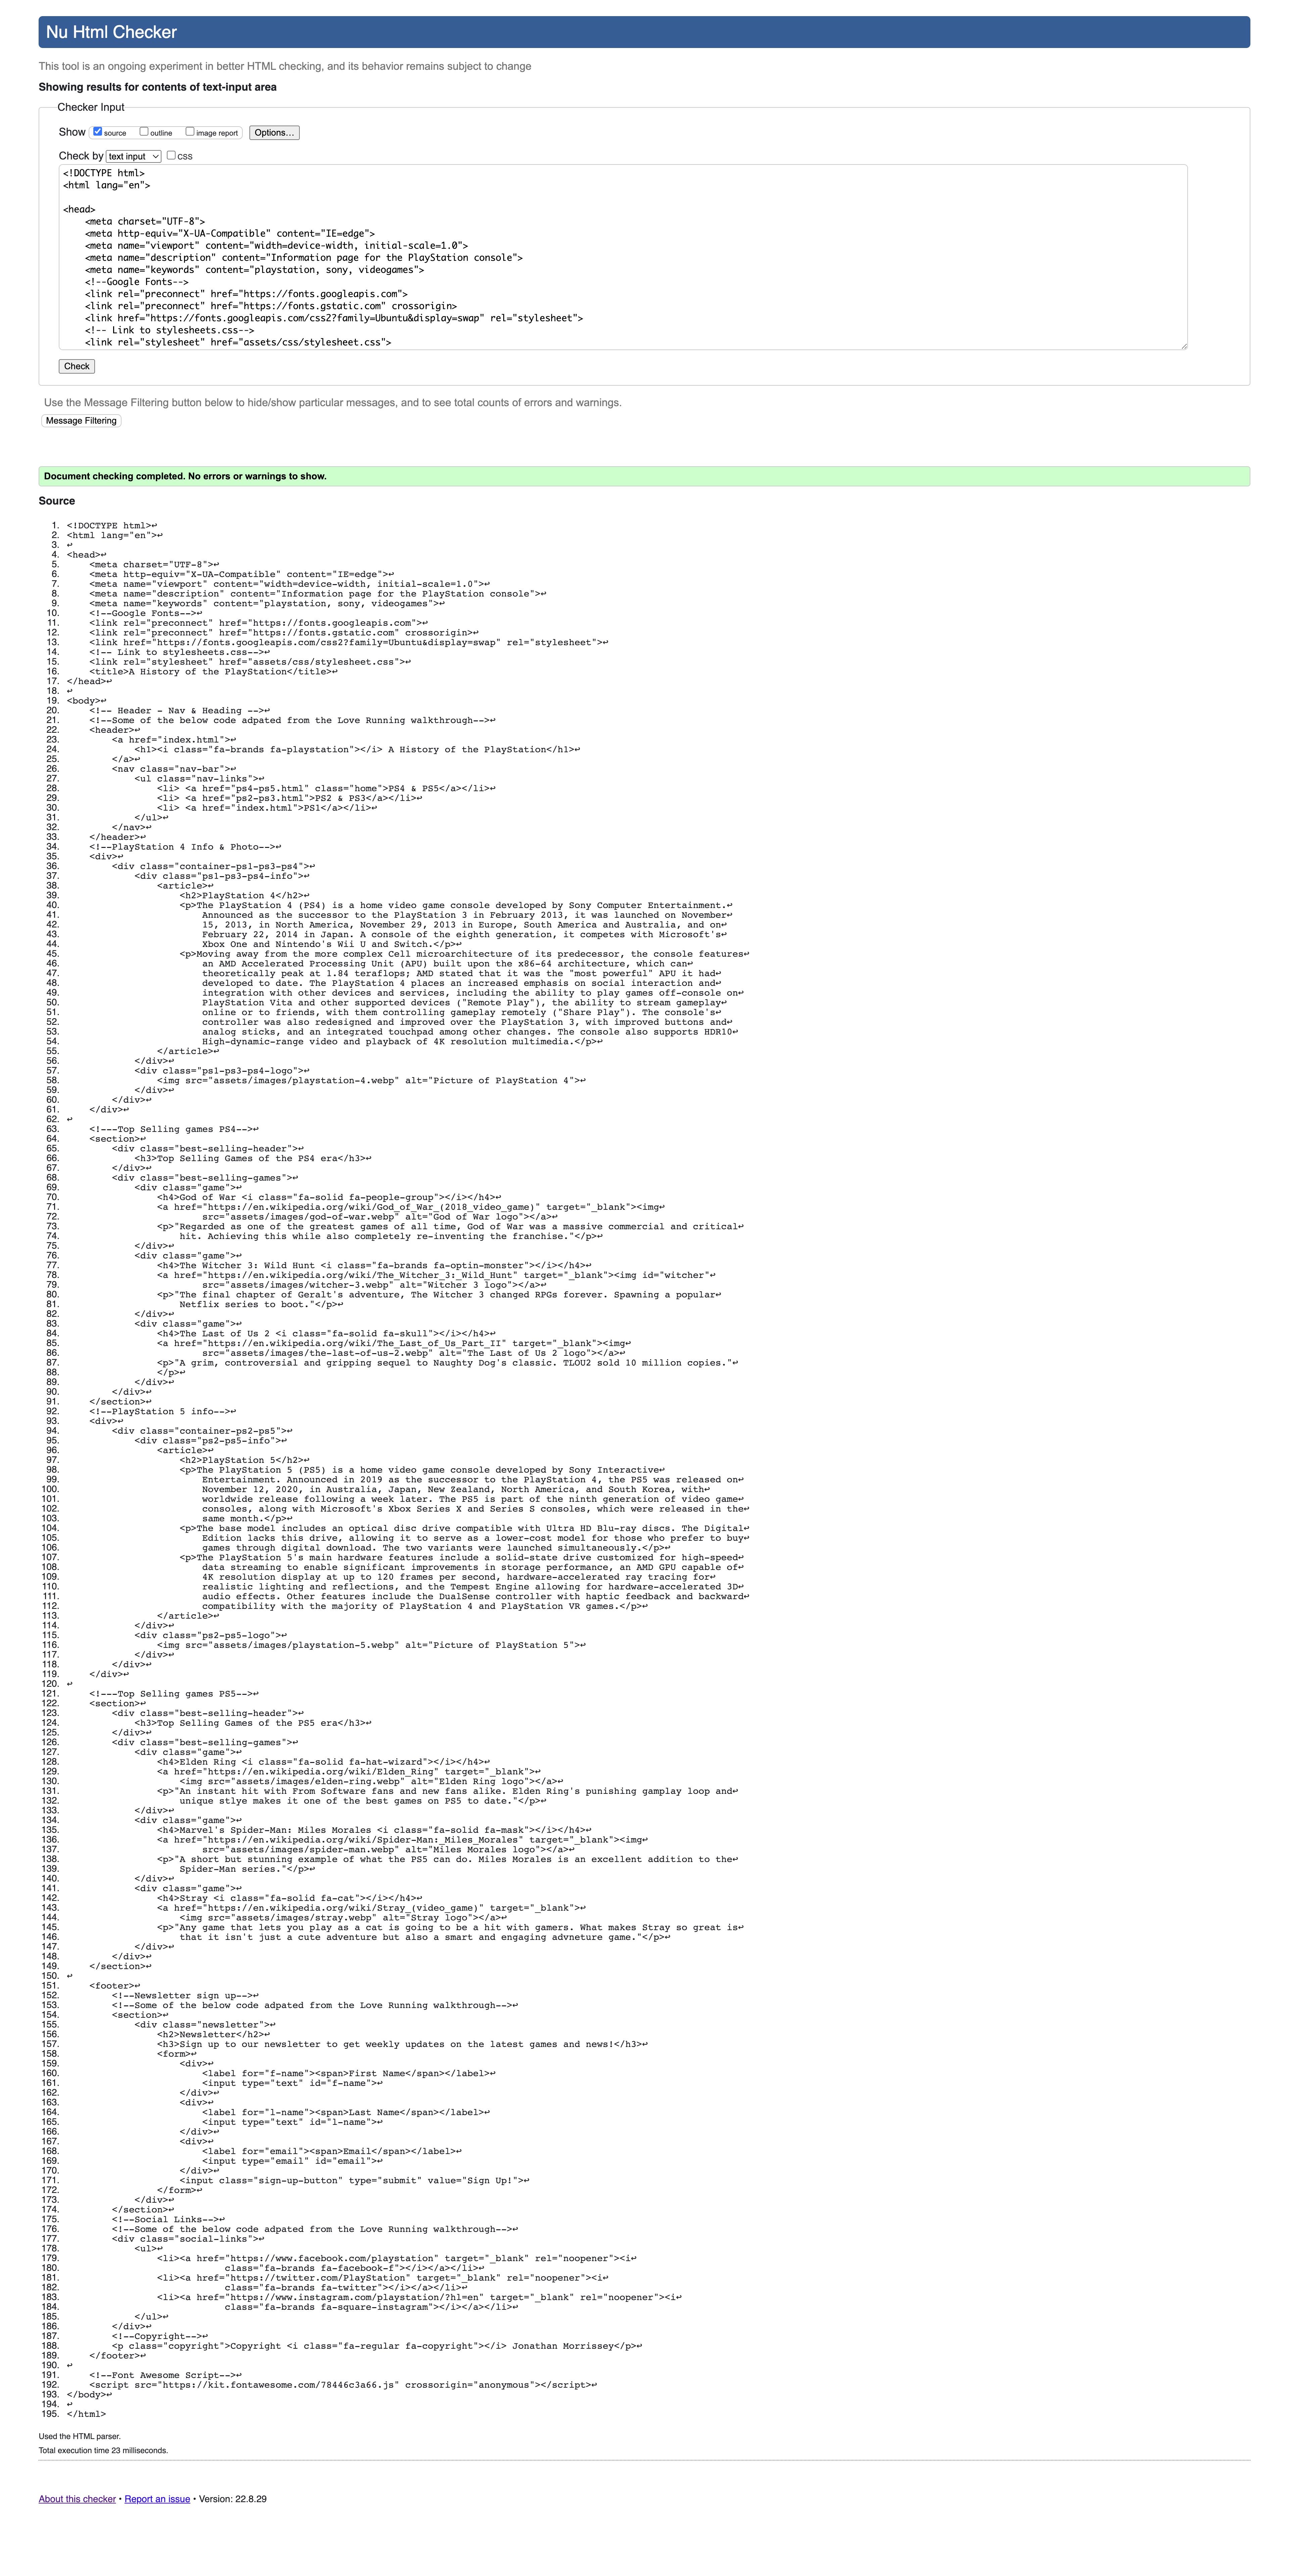 Nu Html Checker
This tool is an ongoing experiment in better HTML checking, and its behavior remains subject to change
Showing results for contents of text-input area
Checker Input
Show source outline image report Options...
Check by text input css
<!DOCTYPE html>
<html lang="en">
<head>
    <meta charset="UTF-8">
    <meta http-equiv="X-UA-Compatible" content="IE=edge">
    <meta name="viewport" content="width=device-width, initial-scale=1.0">
    <meta name="description" content="Information page for the PlayStation console">
    <meta name="keywords" content="playstation, sony, videogames">
    <!--Google Fonts-->
    <link rel="preconnect" href="https://fonts.googleapis.com">
    <link rel="preconnect" href="https://fonts.gstatic.com" crossorigin>
    <link href="https://fonts.googleapis.com/css2?family=Ubuntu&display=swap" rel="stylesheet">
    <!-- Link to stylesheets.css-->
    <link rel="stylesheet" href="assets/css/stylesheet.css">
Check
Use the Message Filtering button below to hide/show particular messages, and to see total counts of errors and warnings.
Message Filtering
Document checking completed. No errors or warnings to show.
Source
1. <!DOCTYPE html>↩
2. <html lang="en">↩
3. ↩
4. <head>↩
5.     <meta charset="UTF-8">↩
6.     <meta http-equiv="X-UA-Compatible" content="IE=edge">↩
7.     <meta name="viewport" content="width=device-width, initial-scale=1.0">↩
8.     <meta name="description" content="Information page for the PlayStation console">↩
9.     <meta name="keywords" content="playstation, sony, videogames">↩
10.     <!--Google Fonts-->↩
11.     <link rel="preconnect" href="https://fonts.googleapis.com">↩
12.     <link rel="preconnect" href="https://fonts.gstatic.com" crossorigin>↩
13.     <link href="https://fonts.googleapis.com/css2?family=Ubuntu&display=swap" rel="stylesheet">↩
14.     <!-- Link to stylesheets.css-->↩
15.     <link rel="stylesheet" href="assets/css/stylesheet.css">↩
16.     <title>A History of the PlayStation</title>↩
17. </head>↩
18. ↩
19. <body>↩
20.     <!-- Header - Nav & Heading -->↩
21.     <!--Some of the below code adpated from the Love Running walkthrough-->↩
22.     <header>↩
23.         <a href="index.html">↩
24.             <h1><i class="fa-brands fa-playstation"></i> A History of the PlayStation</h1>↩
25.         </a>↩
26.         <nav class="nav-bar">↩
27.             <ul class="nav-links">↩
28.                 <li> <a href="ps4-ps5.html" class="home">PS4 & PS5</a></li>↩
29.                 <li> <a href="ps2-ps3.html">PS2 & PS3</a></li>↩
30.                 <li> <a href="index.html">PS1</a></li>↩
31.             </ul>↩
32.         </nav>↩
33.     </header>↩
34.     <!--PlayStation 4 Info & Photo-->↩
35.     <div>↩
36.         <div class="container-ps1-ps3-ps4">↩
37.             <div class="ps1-ps3-ps4-info">↩
38.                 <article>↩
39.                     <h2>PlayStation 4</h2>↩
40.                     <p>The PlayStation 4 (PS4) is a home video game console developed by Sony Computer Entertainment.↩
41.                         Announced as the successor to the PlayStation 3 in February 2013, it was launched on November↩
42.                         15, 2013, in North America, November 29, 2013 in Europe, South America and Australia, and on↩
43.                         February 22, 2014 in Japan. A console of the eighth generation, it competes with Microsoft's↩
44.                         Xbox One and Nintendo's Wii U and Switch.</p>↩
45.                     <p>Moving away from the more complex Cell microarchitecture of its predecessor, the console features↩
46.                         an AMD Accelerated Processing Unit (APU) built upon the x86-64 architecture, which can↩
47.                         theoretically peak at 1.84 teraflops; AMD stated that it was the "most powerful" APU it had↩
48.                         developed to date. The PlayStation 4 places an increased emphasis on social interaction and↩
49.                         integration with other devices and services, including the ability to play games off-console on↩
50.                         PlayStation Vita and other supported devices ("Remote Play"), the ability to stream gameplay↩
51.                         online or to friends, with them controlling gameplay remotely ("Share Play"). The console's↩
52.                         controller was also redesigned and improved over the PlayStation 3, with improved buttons and↩
53.                         analog sticks, and an integrated touchpad among other changes. The console also supports HDR10↩
54.                         High-dynamic-range video and playback of 4K resolution multimedia.</p>↩
55.                 </article>↩
56.             </div>↩
57.             <div class="ps1-ps3-ps4-logo">↩
58.                 <img src="assets/images/playstation-4.webp" alt="Picture of PlayStation 4">↩
59.             </div>↩
60.         </div>↩
61.     </div>↩
62. ↩
63.     <!---Top Selling games PS4-->↩
64.     <section>↩
65.         <div class="best-selling-header">↩
66.             <h3>Top Selling Games of the PS4 era</h3>↩
67.         </div>↩
68.         <div class="best-selling-games">↩
69.             <div class="game">↩
70.                 <h4>God of War <i class="fa-solid fa-people-group"></i></h4>↩
71.                 <a href="https://en.wikipedia.org/wiki/God_of_War_(2018_video_game)" target="_blank"><img↩
72.                         src="assets/images/god-of-war.webp" alt="God of War logo"></a>↩
73.                 <p>"Regarded as one of the greatest games of all time, God of War was a massive commercial and critical↩
74.                     hit. Achieving this while also completely re-inventing the franchise."</p>↩
75.             </div>↩
76.             <div class="game">↩
77.                 <h4>The Witcher 3: Wild Hunt <i class="fa-brands fa-optin-monster"></i></h4>↩
78.                 <a href="https://en.wikipedia.org/wiki/The_Witcher_3:_Wild_Hunt" target="_blank"><img id="witcher"↩
79.                         src="assets/images/witcher-3.webp" alt="Witcher 3 logo"></a>↩
80.                 <p>"The final chapter of Geralt's adventure, The Witcher 3 changed RPGs forever. Spawning a popular↩
81.                     Netflix series to boot."</p>↩
82.             </div>↩
83.             <div class="game">↩
84.                 <h4>The Last of Us 2 <i class="fa-solid fa-skull"></i></h4>↩
85.                 <a href="https://en.wikipedia.org/wiki/The_Last_of_Us_Part_II" target="_blank"><img↩
86.                         src="assets/images/the-last-of-us-2.webp" alt="The Last of Us 2 logo"></a>↩
87.                 <p>"A grim, controversial and gripping sequel to Naughty Dog's classic. TLOU2 sold 10 million copies."↩
88.                 </p>↩
89.             </div>↩
90.         </div>↩
91.     </section>↩
92.     <!--PlayStation 5 info-->↩
93.     <div>↩
94.         <div class="container-ps2-ps5">↩
95.             <div class="ps2-ps5-info">↩
96.                 <article>↩
97.                     <h2>PlayStation 5</h2>↩
98.                     <p>The PlayStation 5 (PS5) is a home video game console developed by Sony Interactive↩
99.                         Entertainment. Announced in 2019 as the successor to the PlayStation 4, the PS5 was released on↩
100.                         November 12, 2020, in Australia, Japan, New Zealand, North America, and South Korea, with↩
101.                         worldwide release following a week later. The PS5 is part of the ninth generation of video game↩
102.                         consoles, along with Microsoft's Xbox Series X and Series S consoles, which were released in the↩
103.                         same month.</p>↩
104.                     <p>The base model includes an optical disc drive compatible with Ultra HD Blu-ray discs. The Digital↩
105.                         Edition lacks this drive, allowing it to serve as a lower-cost model for those who prefer to buy↩
106.                         games through digital download. The two variants were launched simultaneously.</p>↩
107.                     <p>The PlayStation 5's main hardware features include a solid-state drive customized for high-speed↩
108.                         data streaming to enable significant improvements in storage performance, an AMD GPU capable of↩
109.                         4K resolution display at up to 120 frames per second, hardware-accelerated ray tracing for↩
110.                         realistic lighting and reflections, and the Tempest Engine allowing for hardware-accelerated 3D↩
111.                         audio effects. Other features include the DualSense controller with haptic feedback and backward↩
112.                         compatibility with the majority of PlayStation 4 and PlayStation VR games.</p>↩
113.                 </article>↩
114.             </div>↩
115.             <div class="ps2-ps5-logo">↩
116.                 <img src="assets/images/playstation-5.webp" alt="Picture of PlayStation 5">↩
117.             </div>↩
118.         </div>↩
119.     </div>↩
120. ↩
121.     <!---Top Selling games PS5-->↩
122.     <section>↩
123.         <div class="best-selling-header">↩
124.             <h3>Top Selling Games of the PS5 era</h3>↩
125.         </div>↩
126.         <div class="best-selling-games">↩
127.             <div class="game">↩
128.                 <h4>Elden Ring <i class="fa-solid fa-hat-wizard"></i></h4>↩
129.                 <a href="https://en.wikipedia.org/wiki/Elden_Ring" target="_blank">↩
130.                     <img src="assets/images/elden-ring.webp" alt="Elden Ring logo"></a>↩
131.                 <p>"An instant hit with From Software fans and new fans alike. Elden Ring's punishing gamplay loop and↩
132.                     unique stlye makes it one of the best games on PS5 to date."</p>↩
133.             </div>↩
134.             <div class="game">↩
135.                 <h4>Marvel's Spider-Man: Miles Morales <i class="fa-solid fa-mask"></i></h4>↩
136.                 <a href="https://en.wikipedia.org/wiki/Spider-Man:_Miles_Morales" target="_blank"><img↩
137.                         src="assets/images/spider-man.webp" alt="Miles Morales logo"></a>↩
138.                 <p>"A short but stunning example of what the PS5 can do. Miles Morales is an excellent addition to the↩
139.                     Spider-Man series."</p>↩
140.             </div>↩
141.             <div class="game">↩
142.                 <h4>Stray <i class="fa-solid fa-cat"></i></h4>↩
143.                 <a href="https://en.wikipedia.org/wiki/Stray_(video_game)" target="_blank">↩
144.                     <img src="assets/images/stray.webp" alt="Stray logo"></a>↩
145.                 <p>"Any game that lets you play as a cat is going to be a hit with gamers. What makes Stray so great is↩
146.                     that it isn't just a cute adventure but also a smart and engaging advneture game."</p>↩
147.             </div>↩
148.         </div>↩
149.     </section>↩
150. ↩
151.     <footer>↩
152.         <!--Newsletter sign up-->↩
153.         <!--Some of the below code adpated from the Love Running walkthrough-->↩
154.         <section>↩
155.             <div class="newsletter">↩
156.                 <h2>Newsletter</h2>↩
157.                 <h3>Sign up to our newsletter to get weekly updates on the latest games and news!</h3>↩
158.                 <form>↩
159.                     <div>↩
160.                         <label for="f-name"><span>First Name</span></label>↩
161.                         <input type="text" id="f-name">↩
162.                     </div>↩
163.                     <div>↩
164.                         <label for="l-name"><span>Last Name</span></label>↩
165.                         <input type="text" id="l-name">↩
166.                     </div>↩
167.                     <div>↩
168.                         <label for="email"><span>Email</span></label>↩
169.                         <input type="email" id="email">↩
170.                     </div>↩
171.                     <input class="sign-up-button" type="submit" value="Sign Up!">↩
172.                 </form>↩
173.             </div>↩
174.         </section>↩
175.         <!--Social Links-->↩
176.         <!--Some of the below code adpated from the Love Running walkthrough-->↩
177.         <div class="social-links">↩
178.             <ul>↩
179.                 <li><a href="https://www.facebook.com/playstation" target="_blank" rel="noopener"><i↩
180.                             class="fa-brands fa-facebook-f"></i></a></li>↩
181.                 <li><a href="https://twitter.com/PlayStation" target="_blank" rel="noopener"><i↩
182.                             class="fa-brands fa-twitter"></i></a></li>↩
183.                 <li><a href="https://www.instagram.com/playstation/?hl=en" target="_blank" rel="noopener"><i↩
184.                             class="fa-brands fa-square-instagram"></i></a></li>↩
185.             </ul>↩
186.         </div>↩
187.         <!--Copyright-->↩
188.         <p class="copyright">Copyright <i class="fa-regular fa-copyright"></i> Jonathan Morrissey</p>↩
189.     </footer>↩
190. ↩
191.     <!--Font Awesome Script-->↩
192.     <script src="https://kit.fontawesome.com/78446c3a66.js" crossorigin="anonymous"></script>↩
193. </body>↩
194. ↩
195. </html>
Used the HTML parser.
Total execution time 23 milliseconds.
About this checker • Report an issue • Version: 22.8.29